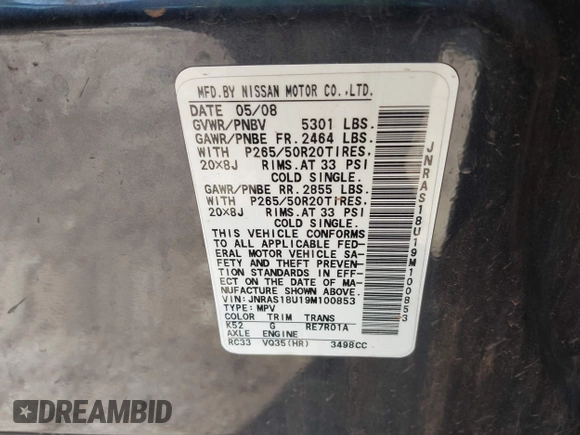 MFD.BY NISSAN MOTOR CO.,LTD.
DATE 05/08
GVWR/PNBV 5301 LBS.
GAWR/PNBE FR. 2464 LBS.
WITH P265/50R20TIRES.
20X8J RIMS.AT 33 PSI
COLD SINGLE.
GAWR/PNBE RR. 2855 LBS.
WITH P265/50R20TIRES.
20X8J RIMS.AT 33 PSI
COLD SINGLE.
THIS VEHICLE CONFORMS
TO ALL APPLICABLE FED-
ERAL MOTOR VEHICLE SA-
FETY AND THEFT PREVEN-
TION STANDARDS IN EFF-
ECT ON THE DATE OF MA-
NUFACTURE SHOWN ABOVE.
VIN: JNRAS18U19M100853
TYPE: MPV
COLOR TRIM TRANS
K52 G RE7R01A
AXLE ENGINE
RC33 VQ35(HR) 3498CC
JNRAS18U19M100853
DREAMBID